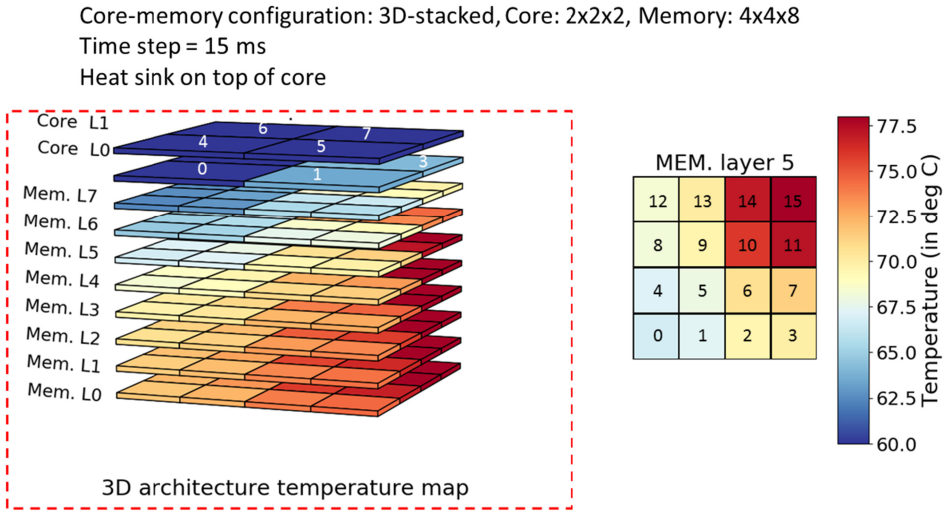 Core-memory configuration: 3D-stacked, Core: 2x2x2, Memory: 4x4x8
Time step = 15 ms
Heat sink on top of core
Core L1
Core L0
Mem. L7
Mem. L6
Mem. L5
Mem. L4
Mem. L3
Mem. L2
Mem. L1
Mem. L0
6 7
4 5
3
0 1
3D architecture temperature map
MEM. layer 5
12 13 14 15
8 9 10 11
4 5 6 7
0 1 2 3
77.5
75.0
72.5
70.0
67.5
65.0
62.5
60.0
Temperature (in deg C)